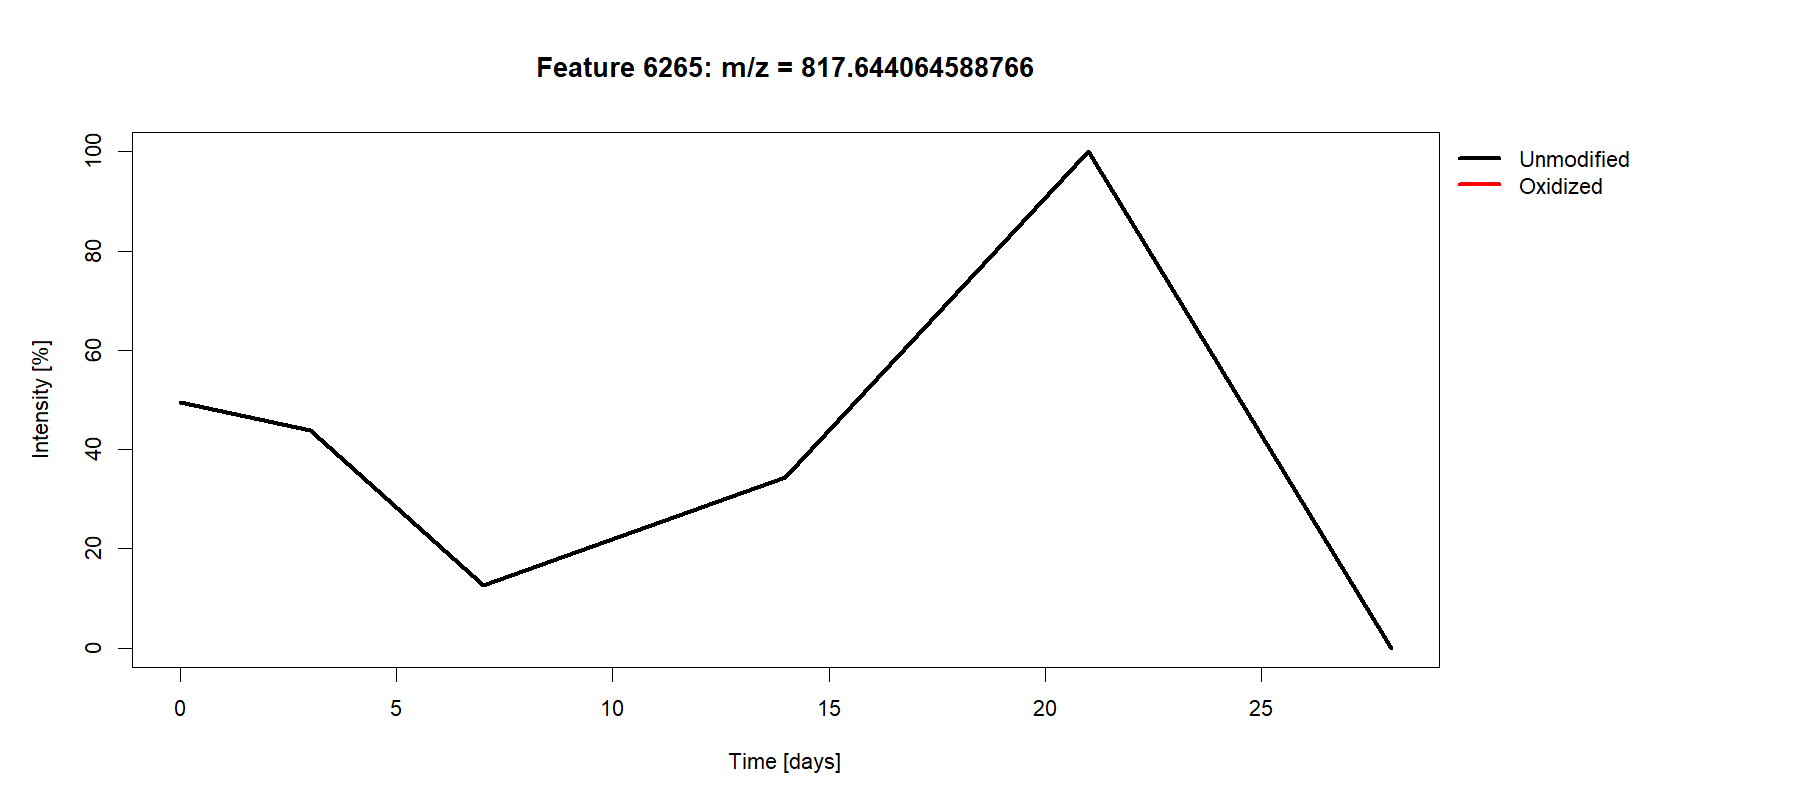 Feature 6265: m/z = 817.644064588766
Unmodified
Oxidized
Intensity [%]
100
80
60
40
20
0
0 5 10 15 20 25
Time [days]